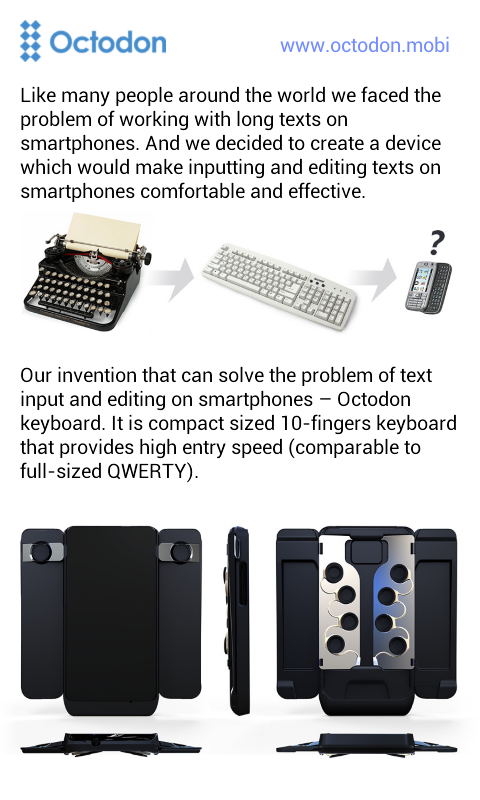 Octodon
www.octodon.mobi
Like many people around the world we faced the
problem of working with long texts on
smartphones. And we decided to create a device
which would make inputting and editing texts on
smartphones comfortable and effective.
?
Our invention that can solve the problem of text
input and editing on smartphones – Octodon
keyboard. It is compact sized 10-fingers keyboard
that provides high entry speed (comparable to
full-sized QWERTY).